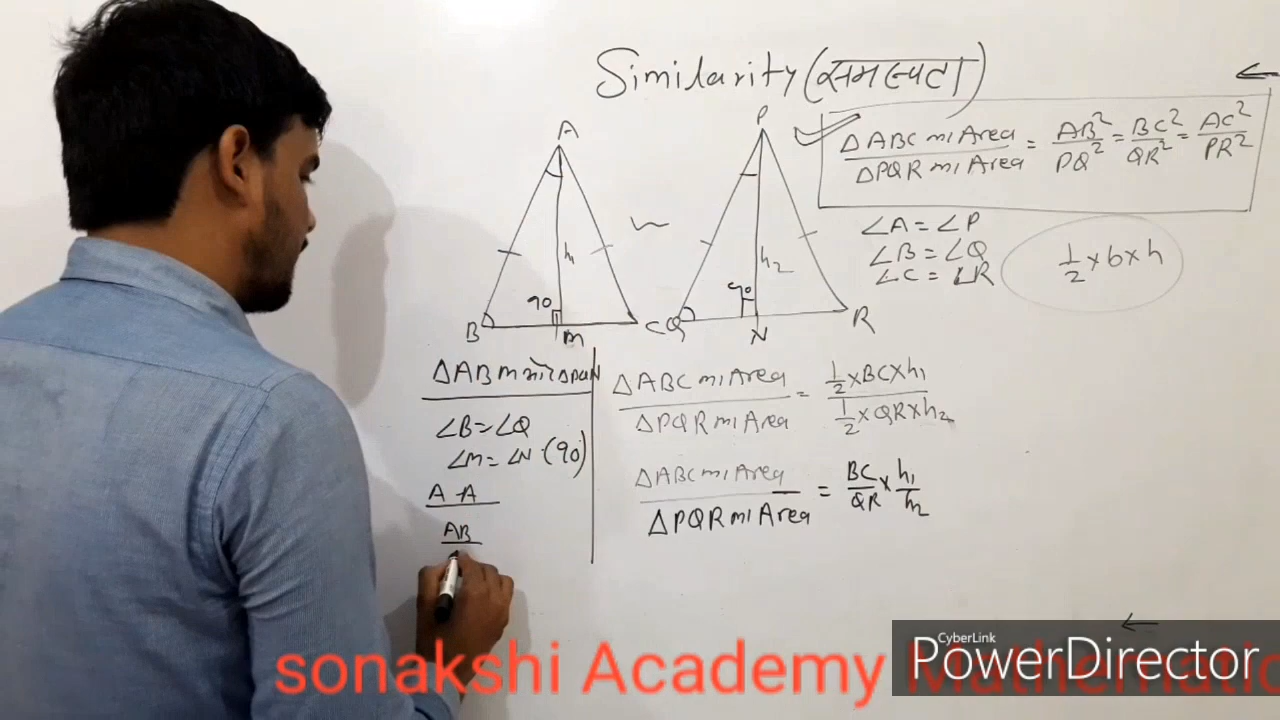 Similarity (समरूपता)
ΔABC का Area / ΔPQR का Area = AB²/PQ² = BC²/QR² = AC²/PR²
∠A = ∠P
∠B = ∠Q
∠C = ∠R
1/2 × b × h
A
P
h₁
h₂
90
90
B
M
C
Q
N
R
ΔABM और ΔPQN
∠B = ∠Q
∠M = ∠N (90)
A-A
AB
ΔABC का Area / ΔPQR का Area = 1/2 × BC × h₁ / 1/2 × QR × h₂
ΔABC का Area / ΔPQR का Area = BC/QR × h₁/h₂
sonakshi Academy
CyberLink
PowerDirector